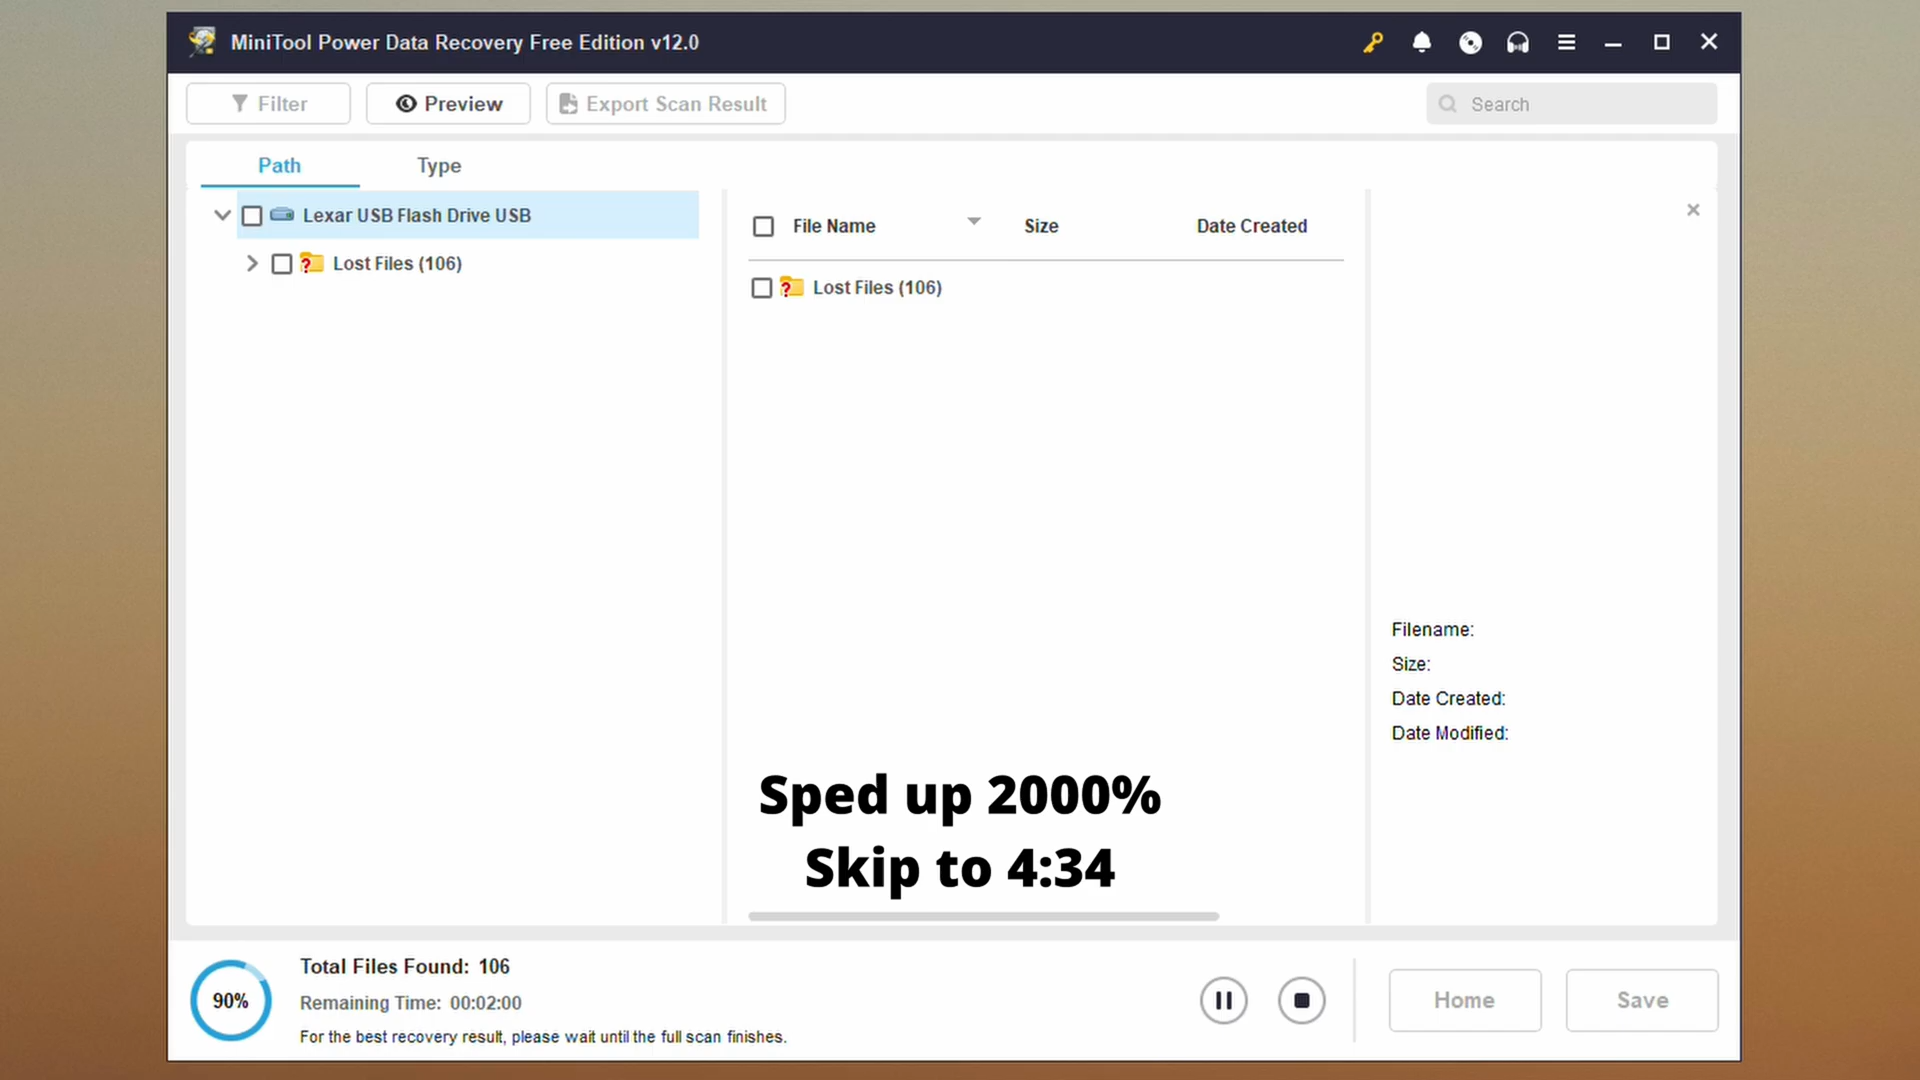 MiniTool Power Data Recovery Free Edition v12.0
Filter
Preview
Export Scan Result
Search
Path
Type
Lexar USB Flash Drive USB
Lost Files (106)
File Name
Size
Date Created
Lost Files (106)
Filename:
Size:
Date Created:
Date Modified:
Sped up 2000%
Skip to 4:34
90%
Total Files Found: 106
Remaining Time: 00:02:00
For the best recovery result, please wait until the full scan finishes.
Home
Save